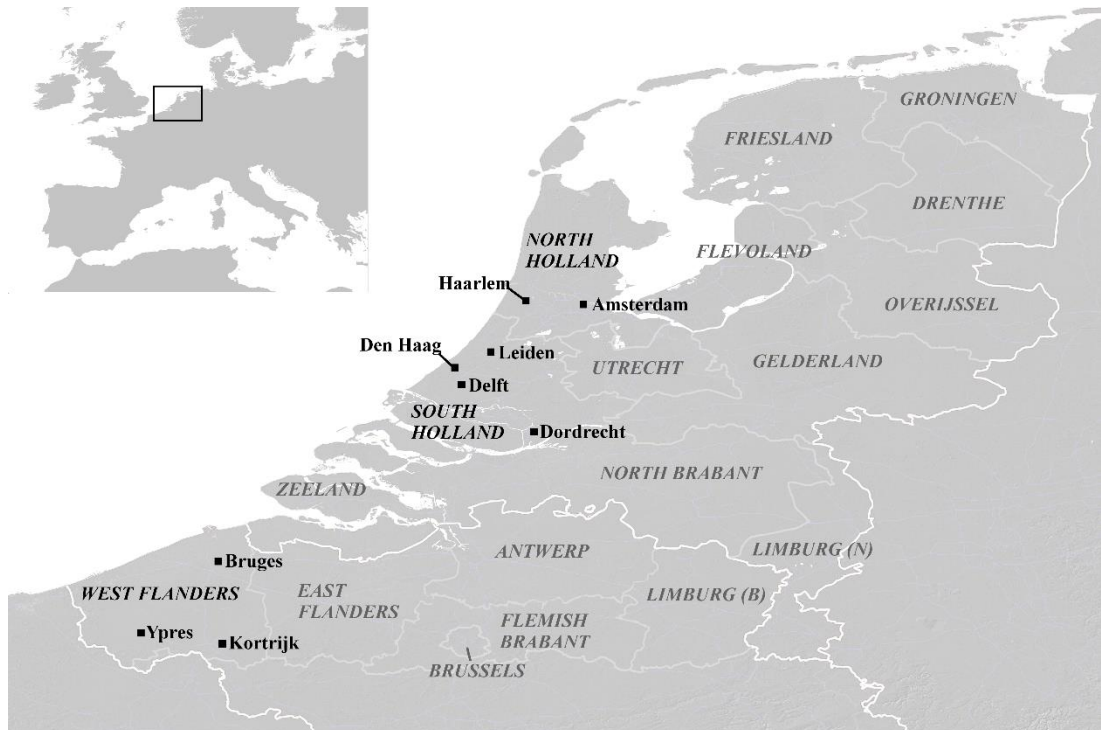 GRONINGEN
FRIESLAND
DRENTHE
NORTH
HOLLAND
FLEVOLAND
Haarlem
Amsterdam
OVERIJSSEL
Den Haag
Leiden
UTRECHT
GELDERLAND
Delft
SOUTH
HOLLAND
Dordrecht
NORTH BRABANT
ZEELAND
ANTWERP
LIMBURG (N)
Bruges
WEST FLANDERS
EAST
FLANDERS
LIMBURG (B)
Ypres
Kortrijk
FLEMISH
BRABANT
BRUSSELS